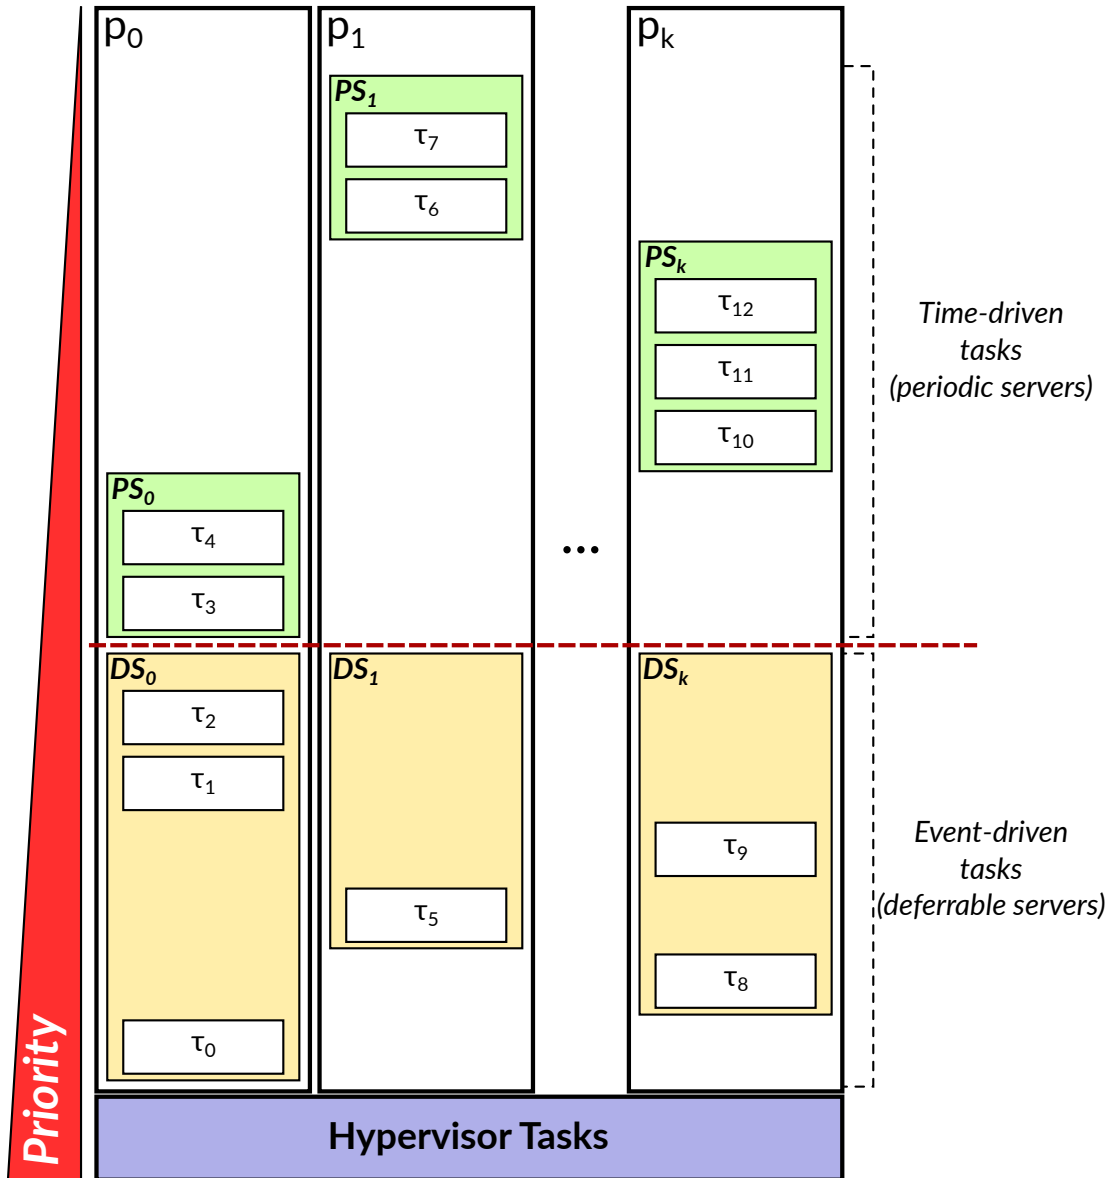 p0
p1
pk
PS1
τ7
τ6
PSk
τ12
τ11
τ10
Time-driven
tasks
(periodic servers)
PS0
τ4
τ3
...
DS0
τ2
τ1
τ0
DS1
τ5
DSk
τ9
τ8
Event-driven
tasks
(deferrable servers)
Priority
Hypervisor Tasks